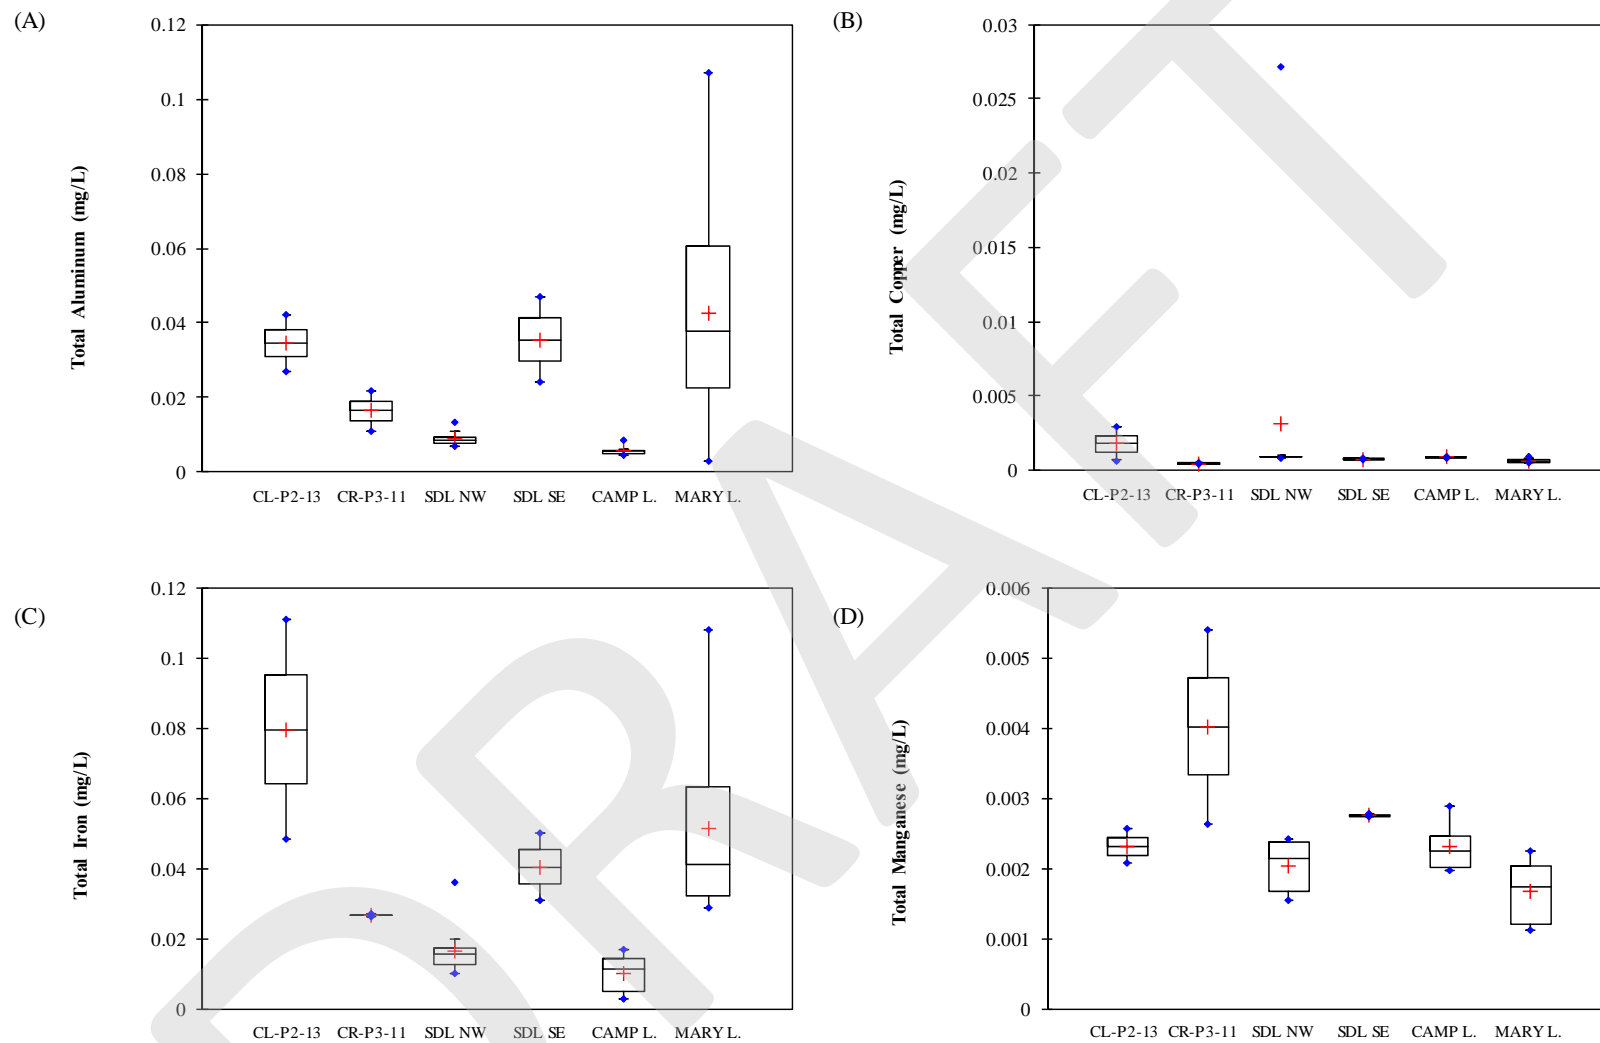 (A)
0.12
0.1
0.08
0.06
0.04
0.02
0
Total Aluminum (mg/L)
CL-P2-13 CR-P3-11 SDL NW SDL SE CAMP L. MARY L.
(B)
0.03
0.025
0.02
0.015
0.01
0.005
0
Total Copper (mg/L)
CL-P2-13 CR-P3-11 SDL NW SDL SE CAMP L. MARY L.
(C)
0.12
0.1
0.08
0.06
0.04
0.02
0
Total Iron (mg/L)
CL-P2-13 CR-P3-11 SDL NW SDL SE CAMP L. MARY L.
(D)
0.006
0.005
0.004
0.003
0.002
0.001
0
Total Manganese (mg/L)
CL-P2-13 CR-P3-11 SDL NW SDL SE CAMP L. MARY L.
DRAFT